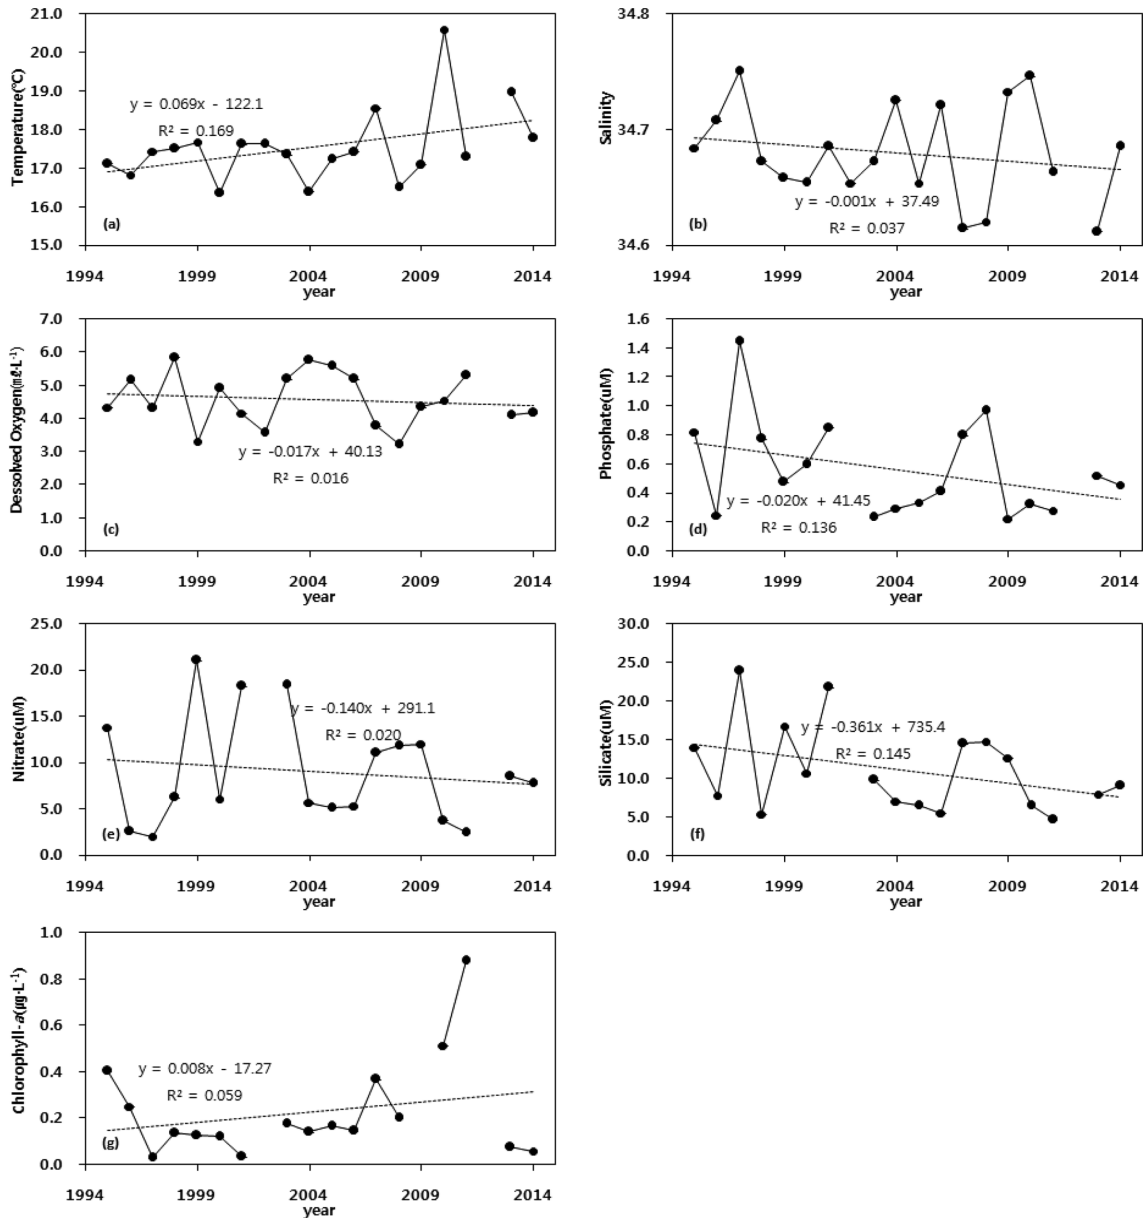 21.0
20.0
19.0
18.0
17.0
16.0
15.0
Temperature(℃)
y = 0.069x - 122.1
R² = 0.169
(a)
1994 1999 2004 2009 2014
year
34.8
34.7
34.6
Salinity
y = -0.001x + 37.49
R² = 0.037
(b)
1994 1999 2004 2009 2014
year
7.0
6.0
5.0
4.0
3.0
2.0
1.0
0.0
Dessolved Oxygen(㎖·L⁻¹)
y = -0.017x + 40.13
R² = 0.016
(c)
1994 1999 2004 2009 2014
year
1.6
1.4
1.2
1.0
0.8
0.6
0.4
0.2
0.0
Phosphate(uM)
y = -0.020x + 41.45
R² = 0.136
(d)
1994 1999 2004 2009 2014
year
25.0
20.0
15.0
10.0
5.0
0.0
Nitrate(uM)
y = -0.140x + 291.1
R² = 0.020
(e)
1994 1999 2004 2009 2014
year
30.0
25.0
20.0
15.0
10.0
5.0
0.0
Silicate(uM)
y = -0.361x + 735.4
R² = 0.145
(f)
1994 1999 2004 2009 2014
year
1.0
0.8
0.6
0.4
0.2
0.0
Chlorophyll-a(㎍·L⁻¹)
y = 0.008x - 17.27
R² = 0.059
(g)
1994 1999 2004 2009 2014
year